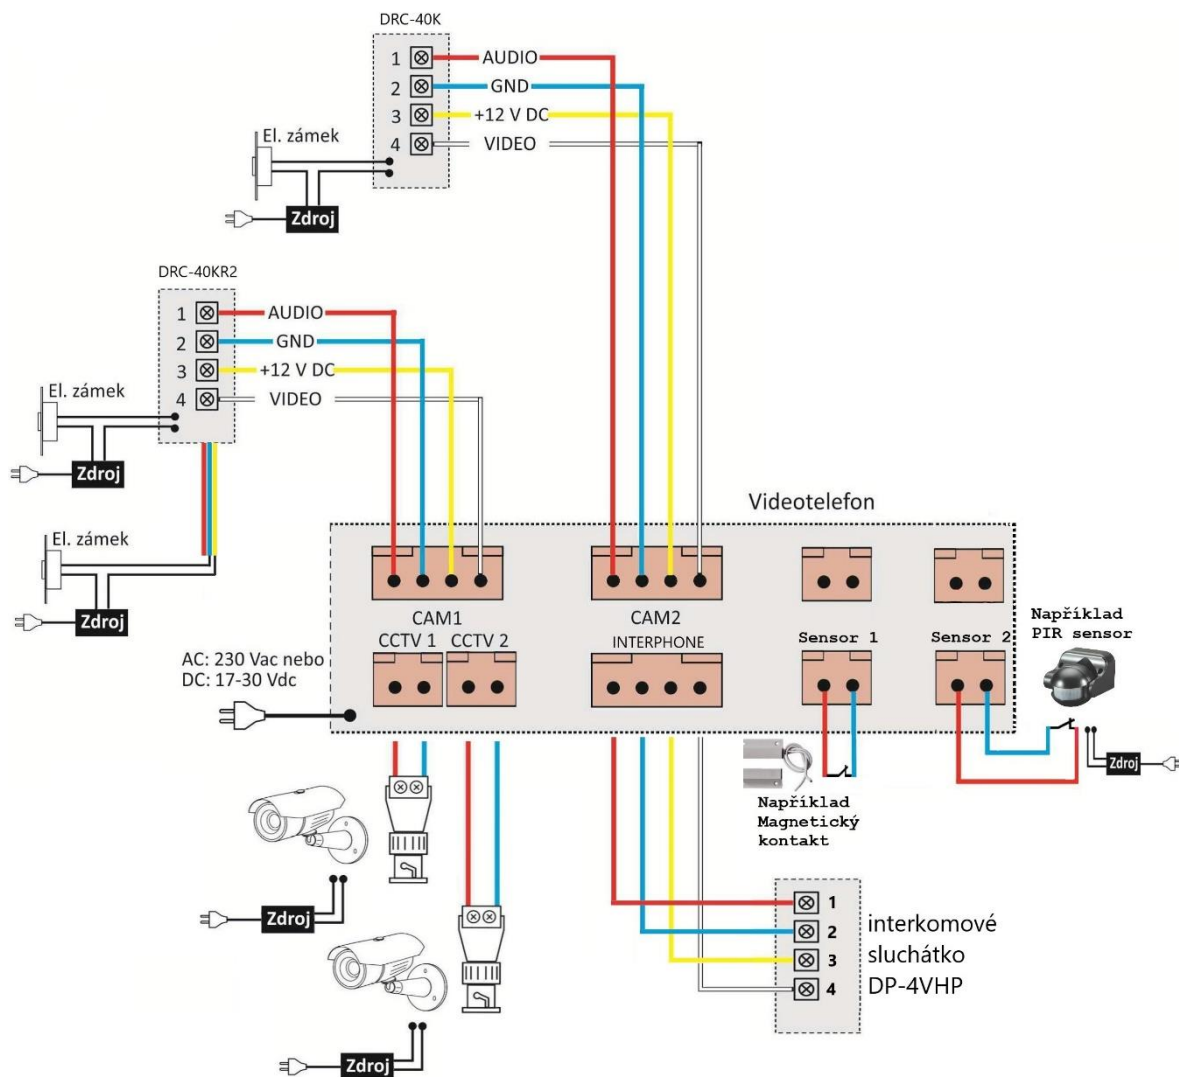 DRC-40K
1 AUDIO
2 GND
3 +12 V DC
4 VIDEO
El. zámek
Zdroj
DRC-40KR2
1 AUDIO
2 GND
3 +12 V DC
4 VIDEO
El. zámek
Zdroj
El. zámek
Zdroj
Videotelefon
CAM1
CAM2
CCTV 1
CCTV 2
INTERPHONE
Sensor 1
Sensor 2
Například
PIR sensor
AC: 230 Vac nebo
DC: 17-30 Vdc
Zdroj
Například
Magnetický
kontakt
Zdroj
Zdroj
1
2
3
4
interkomové
sluchátko
DP-4VHP